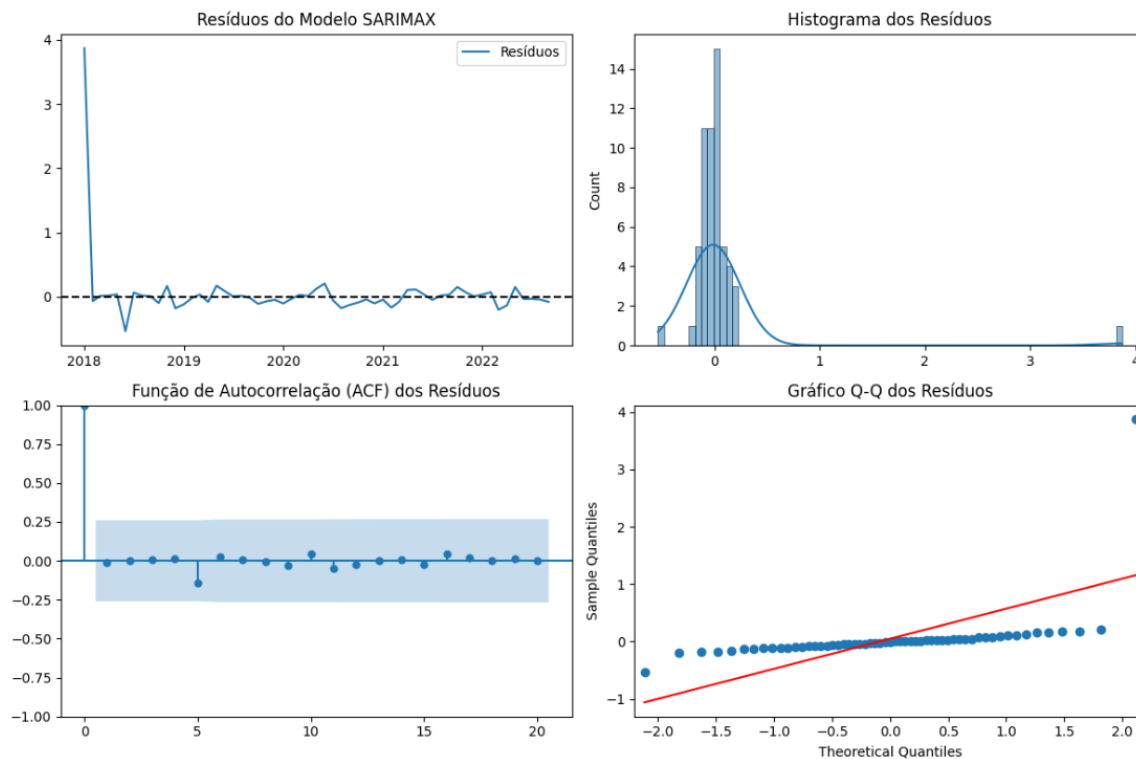 Resíduos do Modelo SARIMAX
4
3
2
1
0
2018 2019 2020 2021 2022
Resíduos
Histograma dos Resíduos
Count
14
12
10
8
6
4
2
0
0 1 2 3 4
Função de Autocorrelação (ACF) dos Resíduos
1.00
0.75
0.50
0.25
0.00
−0.25
−0.50
−0.75
−1.00
0 5 10 15 20
Gráfico Q-Q dos Resíduos
Sample Quantiles
4
3
2
1
0
−1
−2.0 −1.5 −1.0 −0.5 0.0 0.5 1.0 1.5 2.0
Theoretical Quantiles